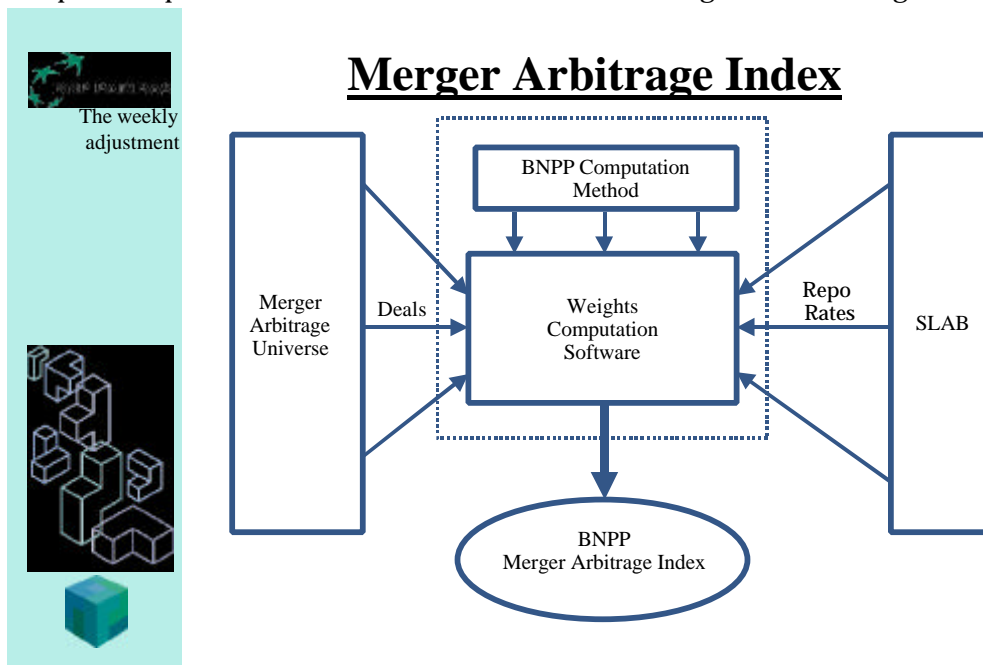 Merger Arbitrage Index
The weekly
adjustment
BNPP Computation
Method
Merger
Arbitrage
Universe
Deals
Weights
Computation
Software
Repo
Rates
SLAB
BNPP
Merger Arbitrage Index